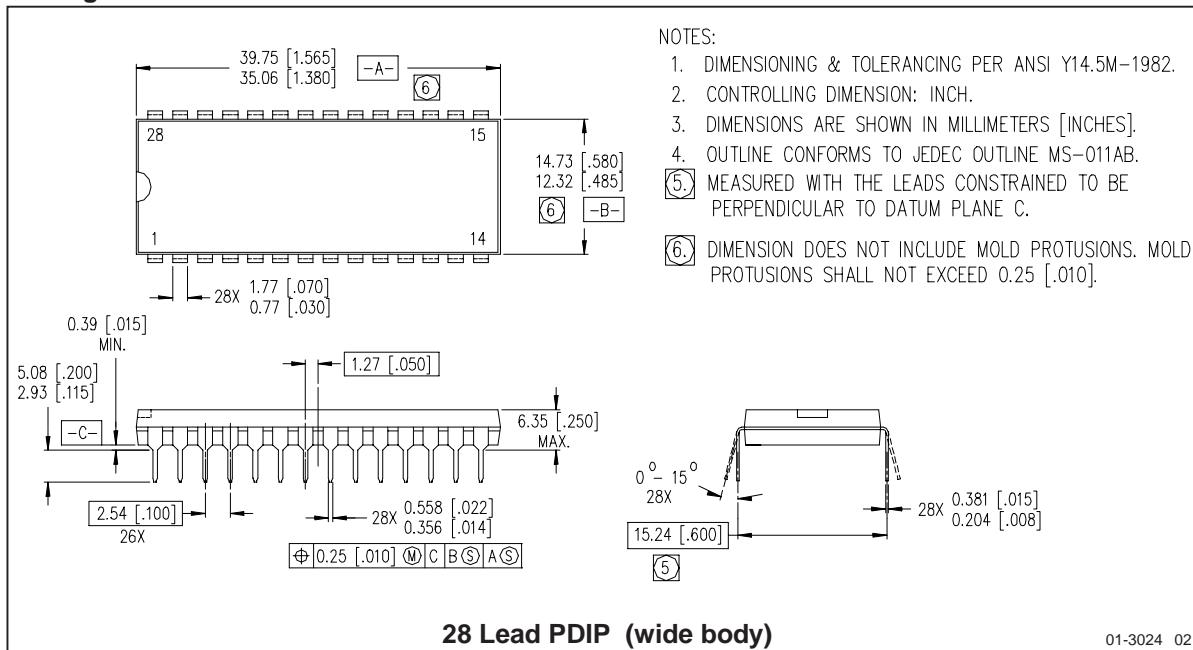 39.75 [1.565]
35.06 [1.380]
-A-
6
28
15
1
14
14.73 [.580]
12.32 [.485]
6
-B-
28X 1.77 [.070]
0.77 [.030]
NOTES:
1. DIMENSIONING & TOLERANCING PER ANSI Y14.5M-1982.
2. CONTROLLING DIMENSION: INCH.
3. DIMENSIONS ARE SHOWN IN MILLIMETERS [INCHES].
4. OUTLINE CONFORMS TO JEDEC OUTLINE MS-011AB.
5. MEASURED WITH THE LEADS CONSTRAINED TO BE
PERPENDICULAR TO DATUM PLANE C.
6. DIMENSION DOES NOT INCLUDE MOLD PROTUSIONS. MOLD
PROTUSIONS SHALL NOT EXCEED 0.25 [.010].
0.39 [.015]
MIN.
5.08 [.200]
2.93 [.115]
-C-
1.27 [.050]
6.35 [.250]
MAX.
2.54 [.100]
26X
28X 0.558 [.022]
0.356 [.014]
⌖ 0.25 [.010] Ⓜ C B Ⓢ A Ⓢ
0° - 15°
28X
28X 0.381 [.015]
0.204 [.008]
15.24 [.600]
5
28 Lead PDIP (wide body)
01-3024 02